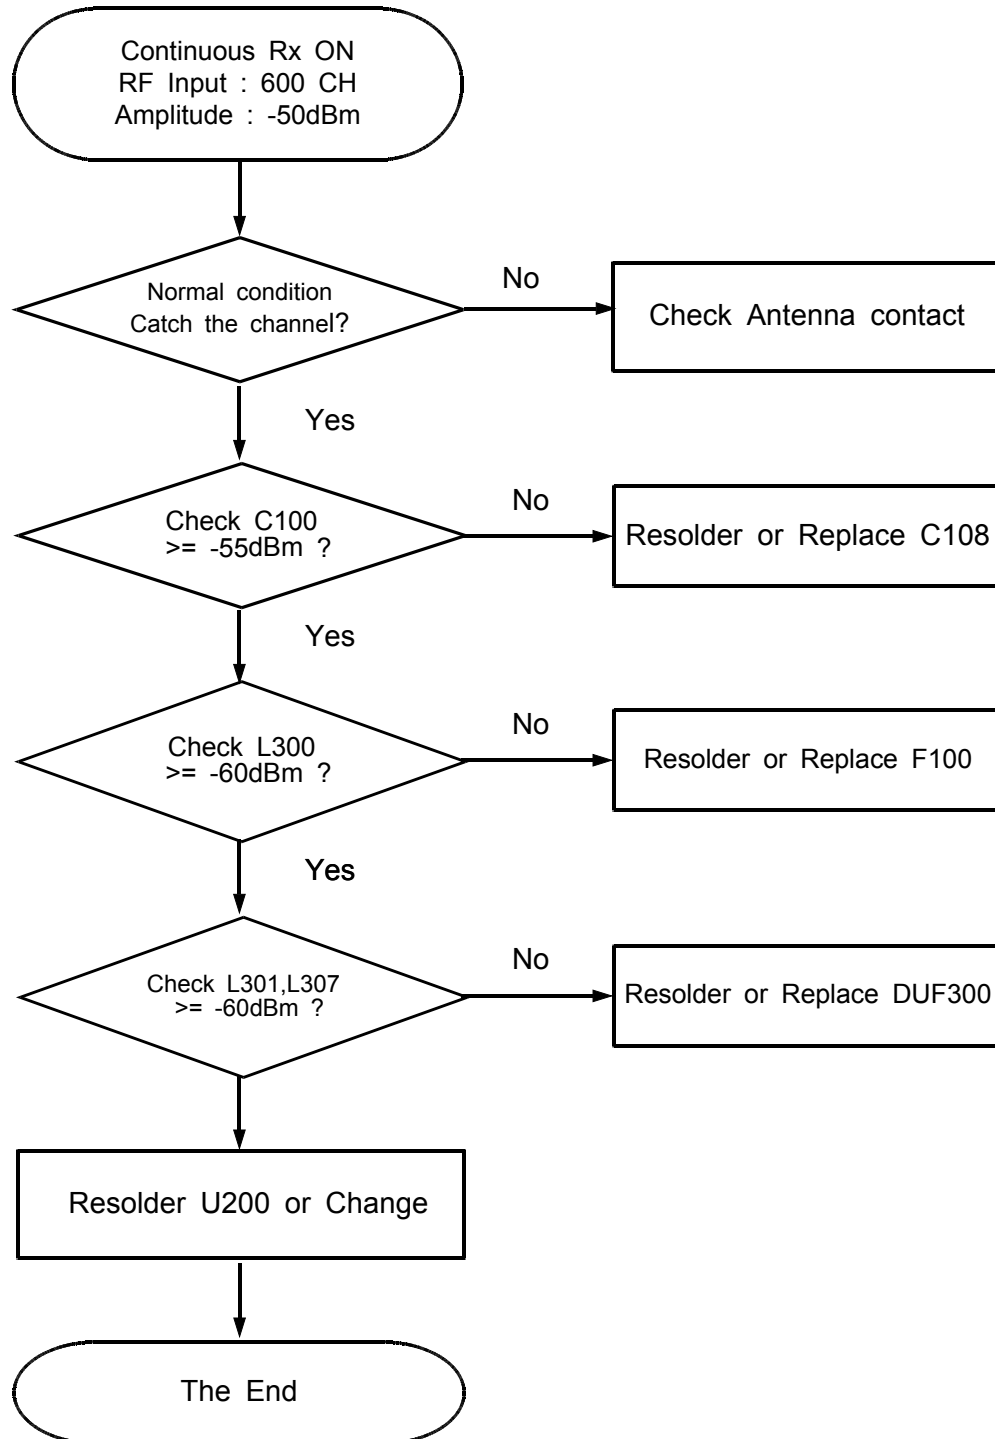 Continuous Rx ON
RF Input : 600 CH
Amplitude : -50dBm
Normal condition
Catch the channel?
No
Check Antenna contact
Yes
Check C100
>= -55dBm ?
No
Resolder or Replace C108
Yes
Check L300
>= -60dBm ?
No
Resolder or Replace F100
Yes
Check L301,L307
>= -60dBm ?
No
Resolder or Replace DUF300
Resolder U200 or Change
The End